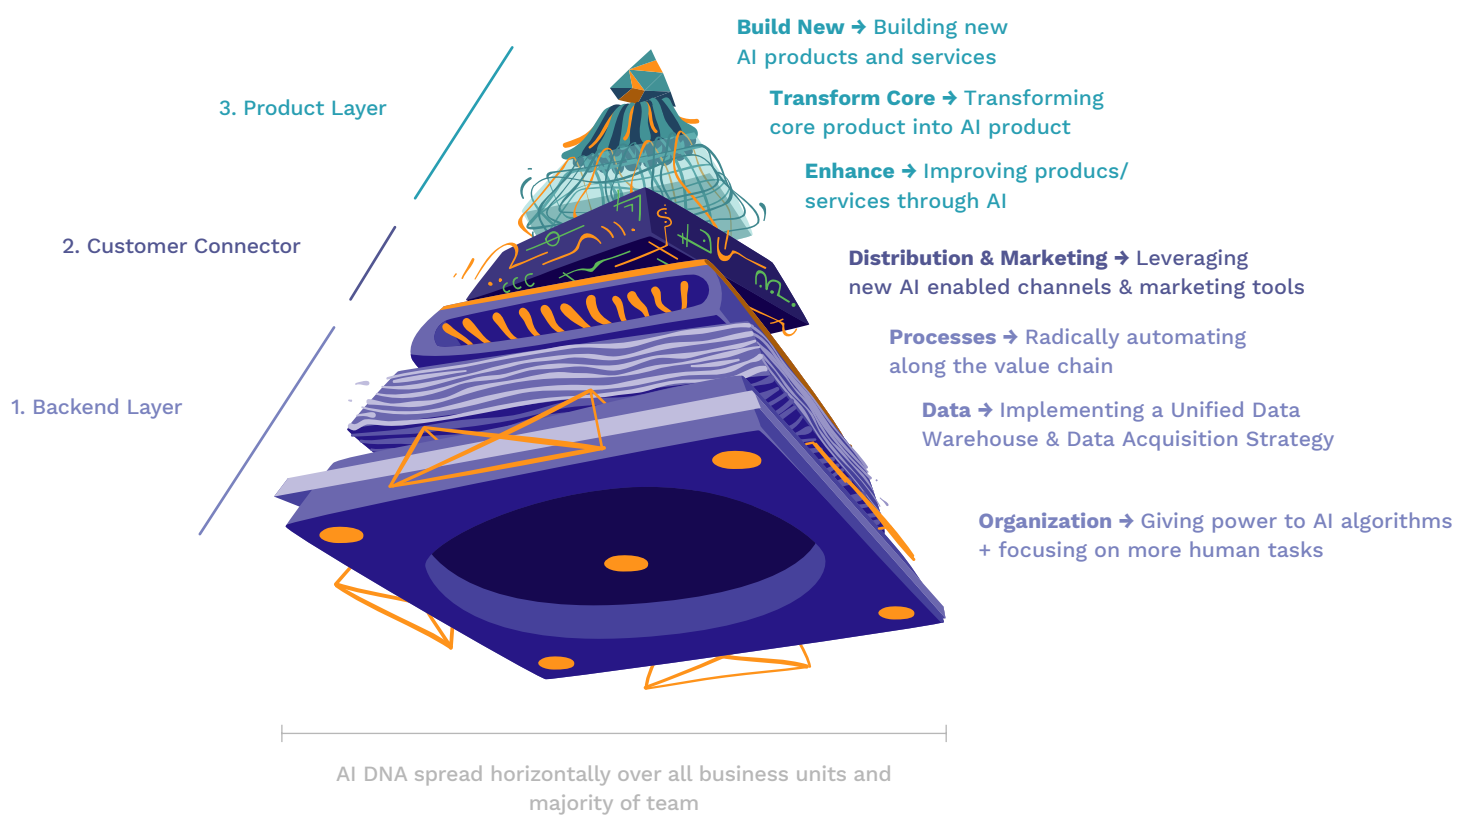 Build New → Building new
AI products and services
3. Product Layer
Transform Core → Transforming
core product into AI product
Enhance → Improving producs/
services through AI
2. Customer Connector
Distribution & Marketing → Leveraging
new AI enabled channels & marketing tools
Processes → Radically automating
along the value chain
1. Backend Layer
Data → Implementing a Unified Data
Warehouse & Data Acquisition Strategy
Organization → Giving power to AI algorithms
+ focusing on more human tasks
AI DNA spread horizontally over all business units and
majority of team